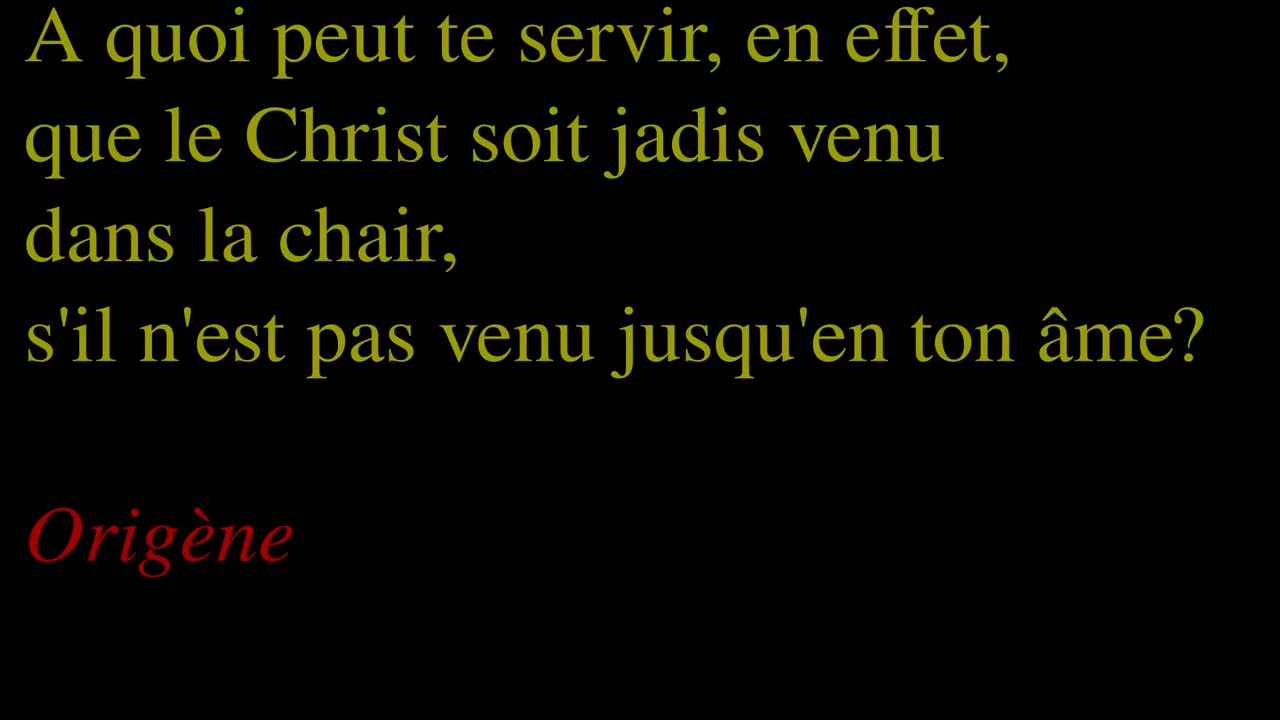 A quoi peut te servir, en effet,
que le Christ soit jadis venu
dans la chair,
s'il n'est pas venu jusqu'en ton âme?
Origène